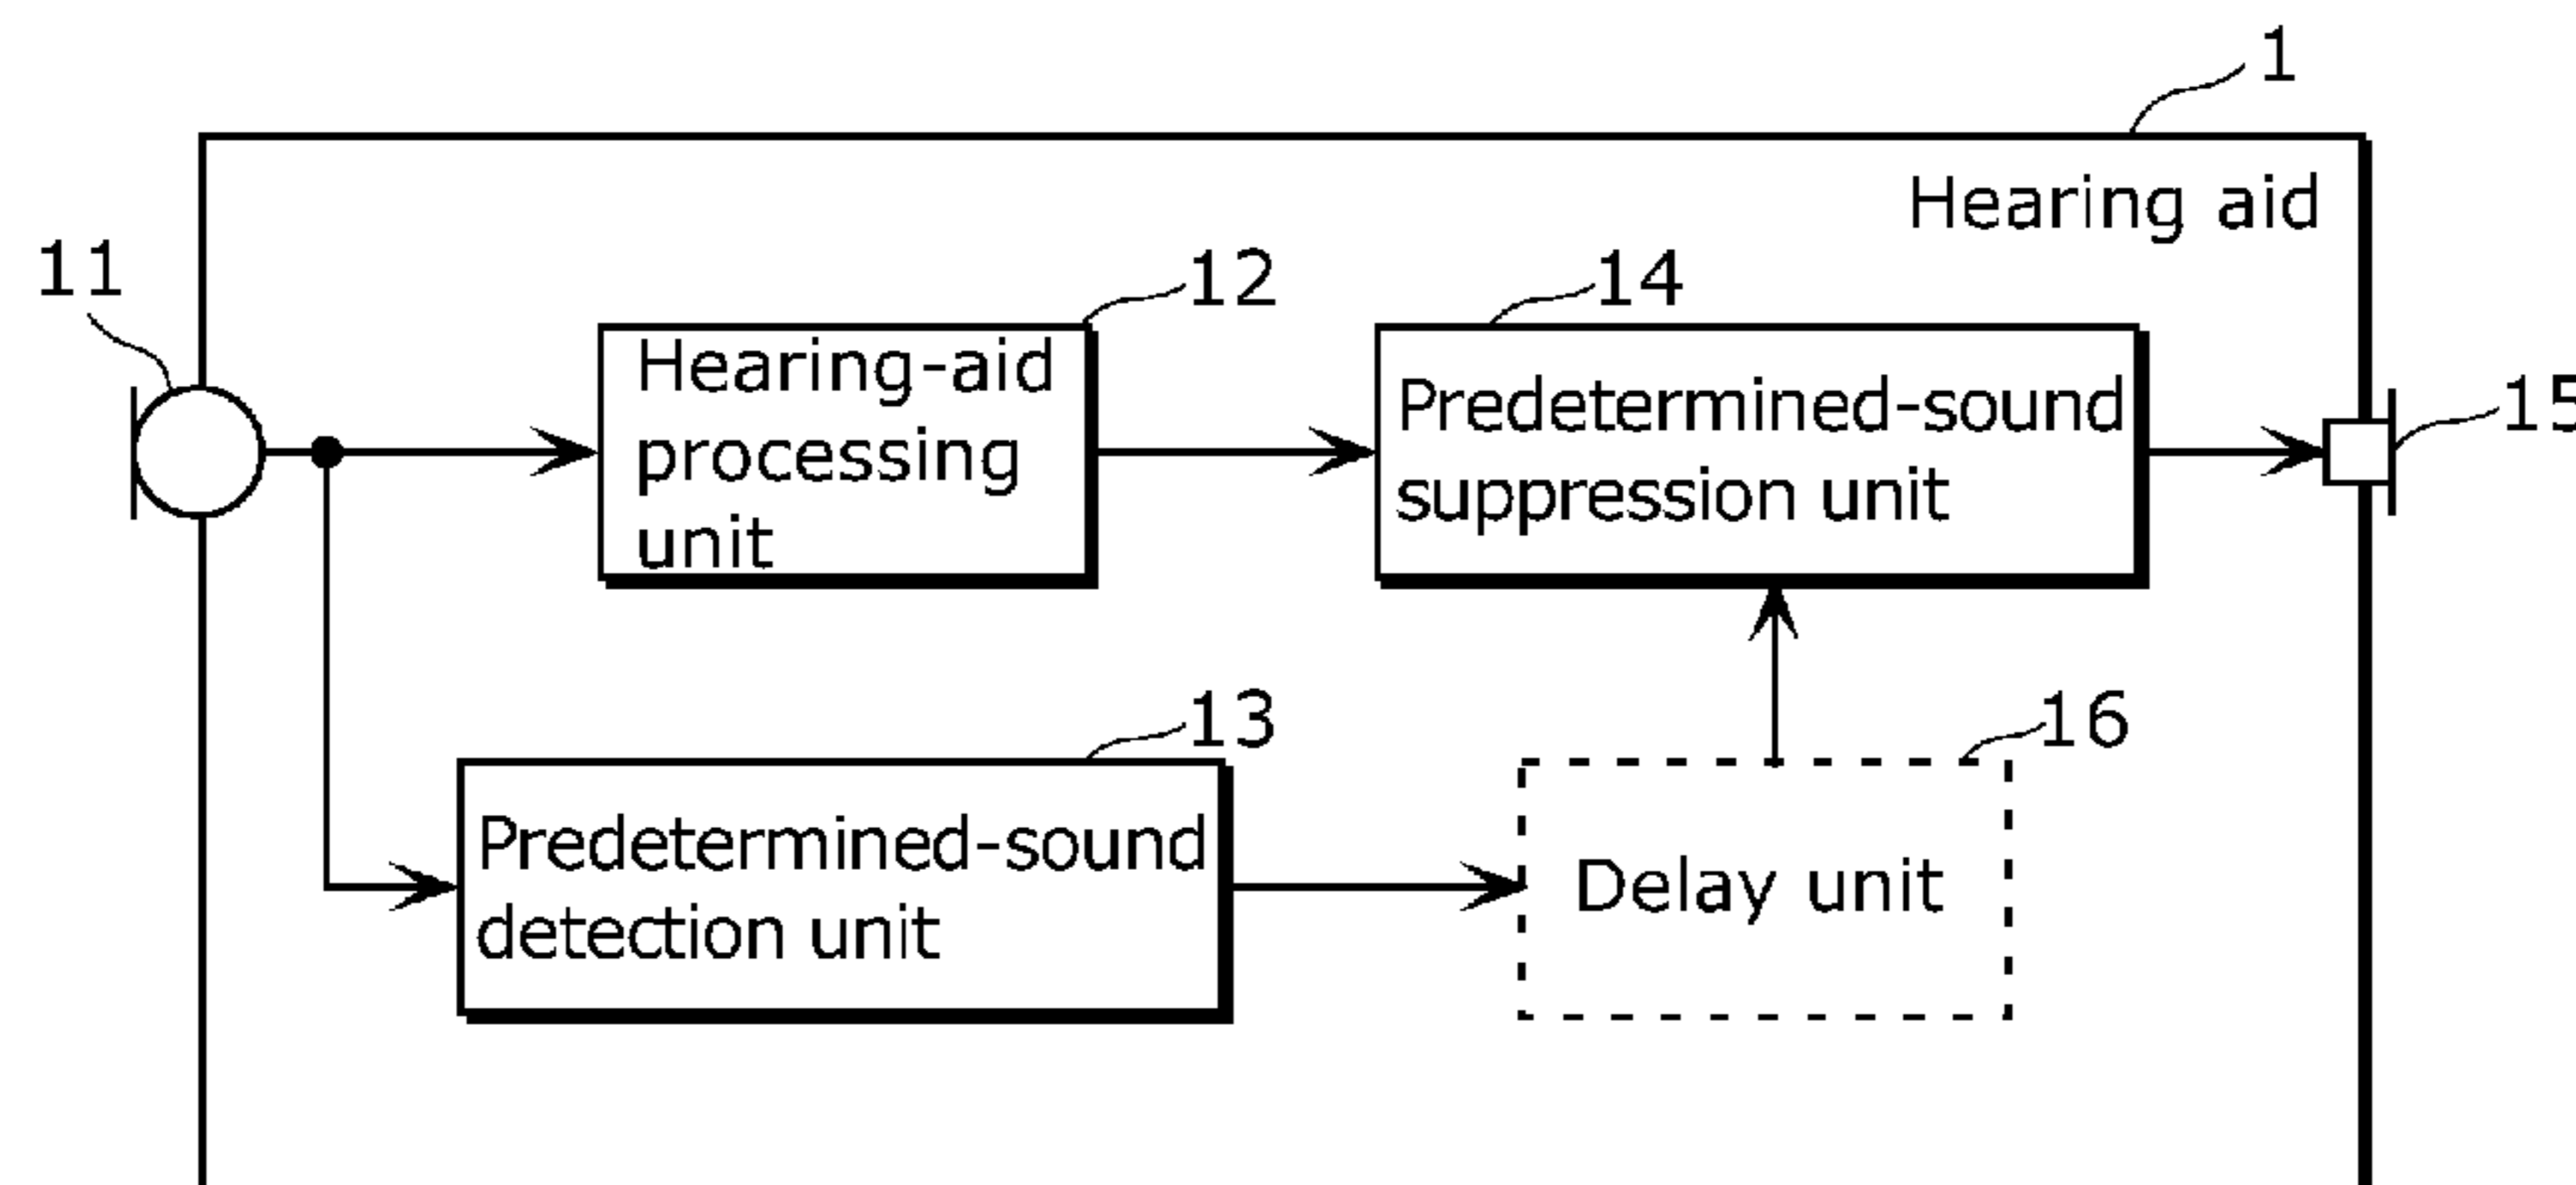 1
Hearing aid
11
12
14
Hearing-aid
processing
unit
Predetermined-sound
suppression unit
15
13
16
Predetermined-sound
detection unit
Delay unit